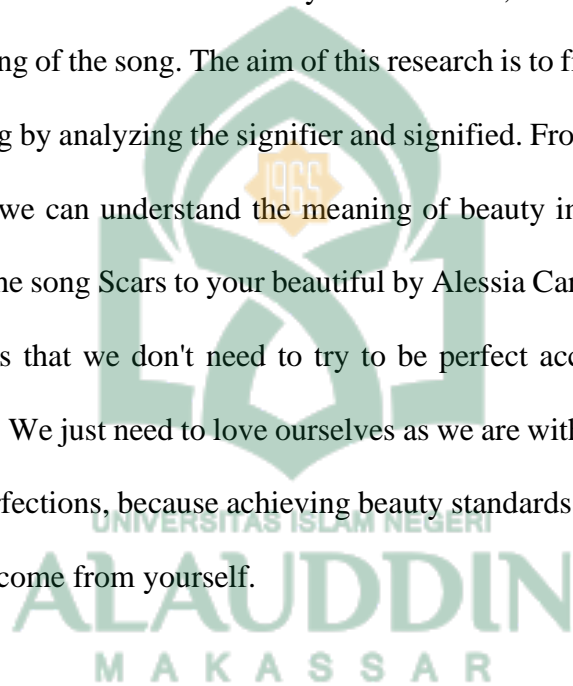 ng of the song. The aim of this research is to f
g by analyzing the signifier and signified. Fro
1965
we can understand the meaning of beauty in
he song Scars to your beautiful by Alessia Car
s that we don't need to try to be perfect acc
. We just need to love ourselves as we are with
rfections, because achieving beauty standards
UNIVERSITAS ISLAM NEGERI
come from yourself.
ALAUDDIN
MAKASSAR